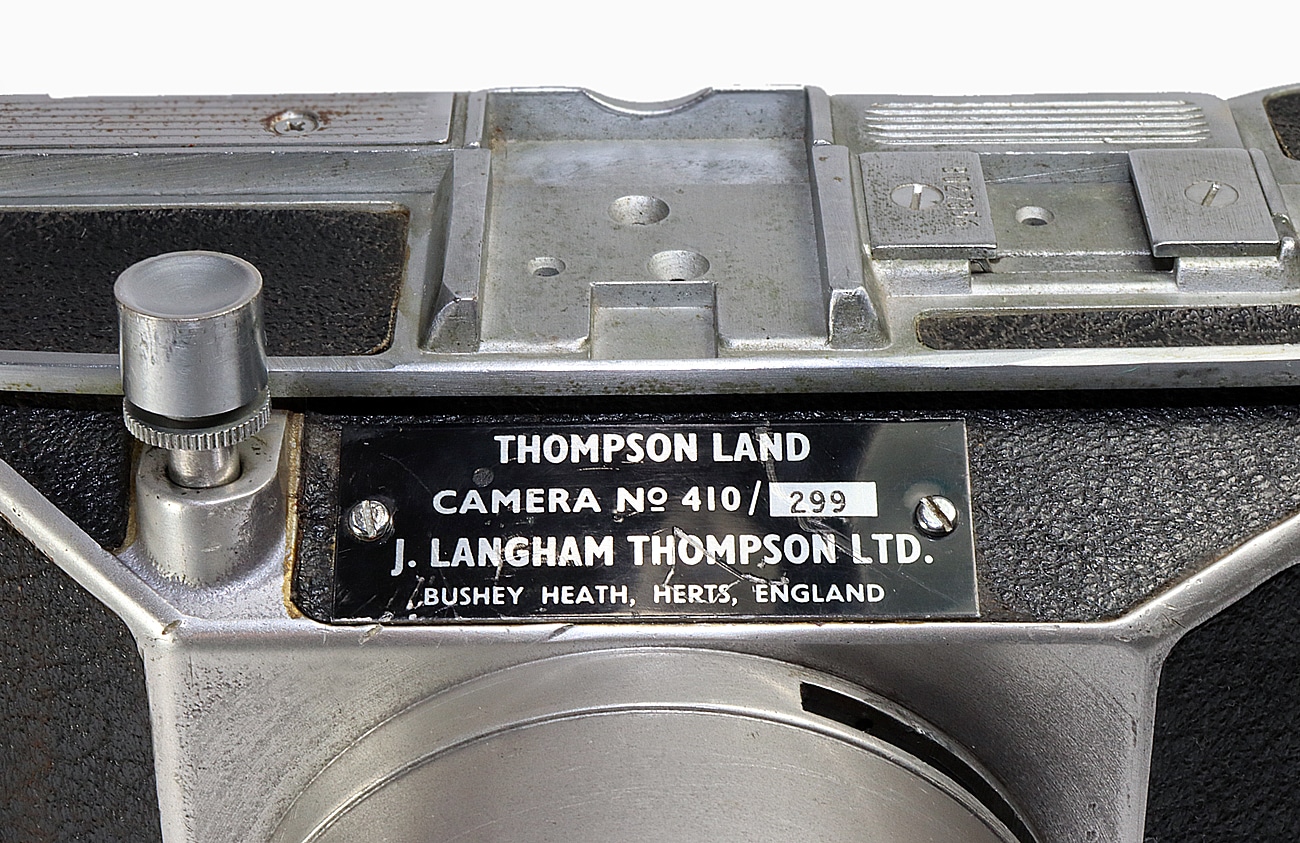 THOMPSON LAND
CAMERA Nº 410/299
J. LANGHAM THOMPSON LTD.
BUSHEY HEATH, HERTS, ENGLAND